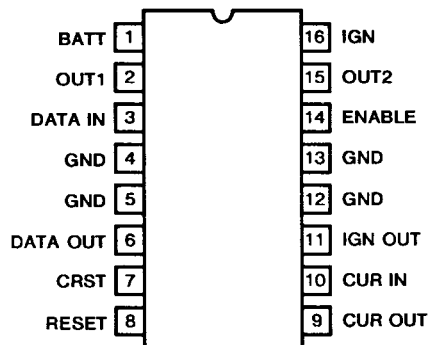 BATT 1 16 IGN
OUT1 2 15 OUT2
DATA IN 3 14 ENABLE
GND 4 13 GND
GND 5 12 GND
DATA OUT 6 11 IGN OUT
CRST 7 10 CUR IN
RESET 8 9 CUR OUT